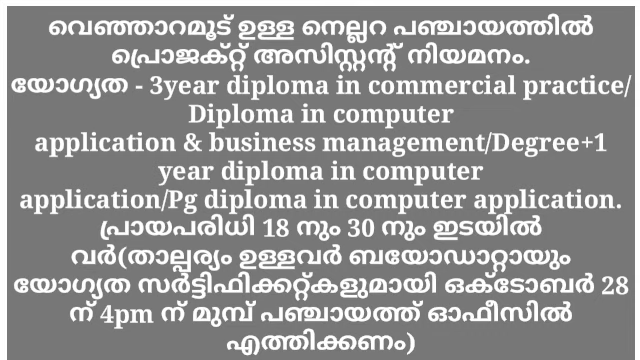 വെഞ്ഞാറമൂട് ഉള്ള നെല്ലറ പഞ്ചായത്തിൽ
പ്രൊജക്റ്റ് അസിസ്റ്റന്റ് നിയമനം.
യോഗ്യത - 3year diploma in commercial practice/
Diploma in computer
application & business management/Degree+1
year diploma in computer
application/Pg diploma in computer application.
പ്രായപരിധി 18 നും 30 നും ഇടയിൽ
വർ(താല്പര്യം ഉള്ളവർ ബയോഡാറ്റായും
യോഗ്യത സർട്ടിഫിക്കറ്റ്കളുമായി ഒക്ടോബർ 28
ന് 4pm ന് മുമ്പ് പഞ്ചായത്ത് ഓഫീസിൽ
എത്തിക്കണം)